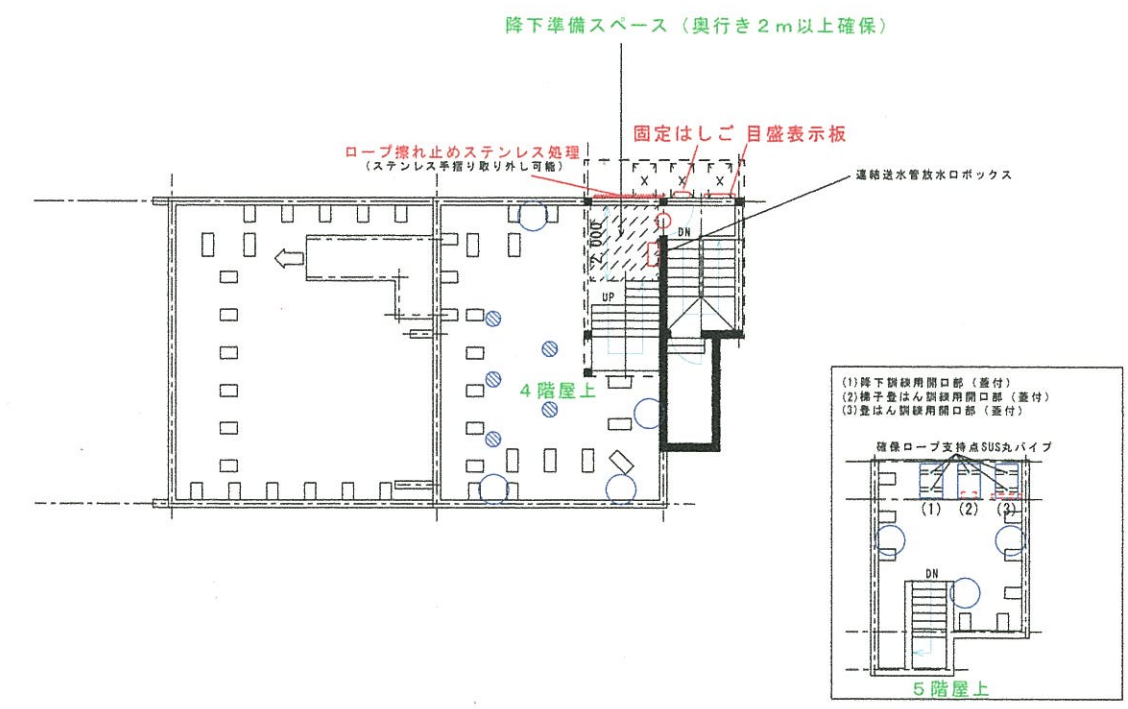 降下準備スペース（奥行き２ｍ以上確保）
固定はしご 目盛表示板
ロープ擦れ止めステンレス処理
（ステンレス手摺り取り外し可能）
連結送水管放水口ボックス
2,000
DN
UP
４階屋上
(1)降下訓練用開口部（蓋付）
(2)梯子登はん訓練用開口部（蓋付）
(3)登はん訓練用開口部（蓋付）
確保ロープ支持点SUS丸パイプ
(1) (2) (3)
DN
５階屋上